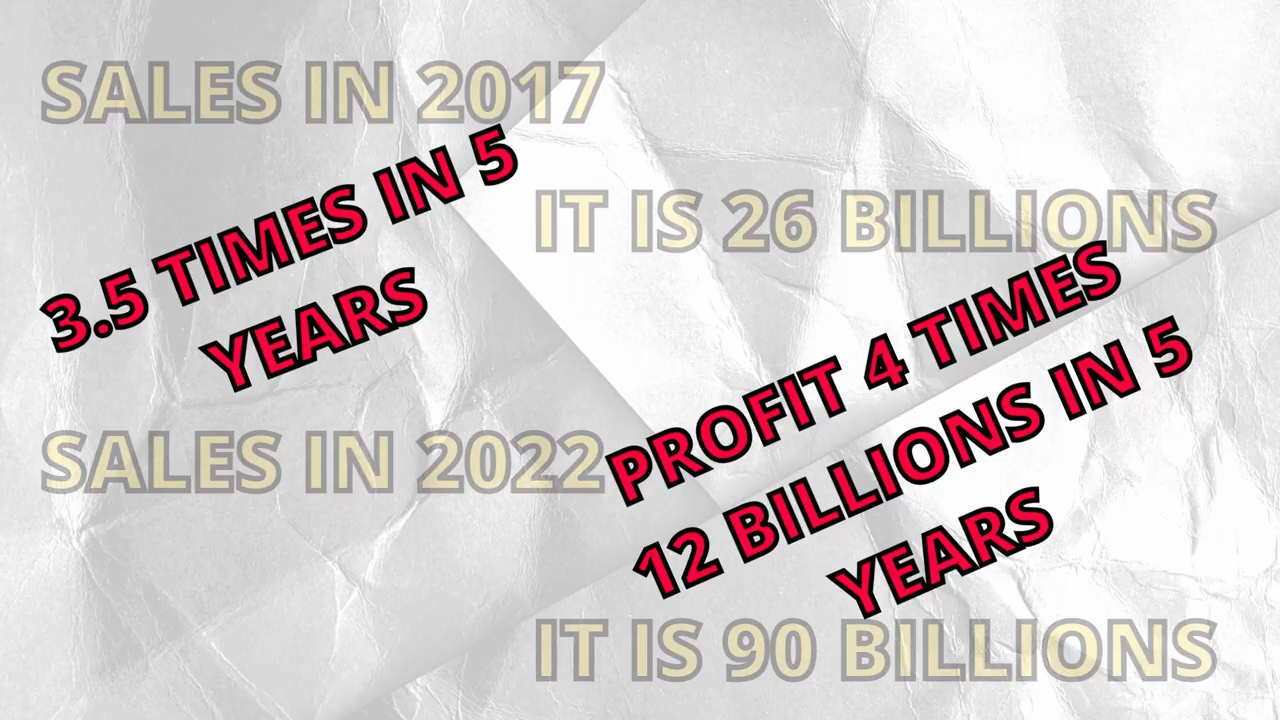 SALES IN 2017
3.5 TIMES IN 5
YEARS
IT IS 26 BILLIONS
SALES IN 2022
PROFIT 4 TIMES
12 BILLIONS IN 5
YEARS
IT IS 90 BILLIONS